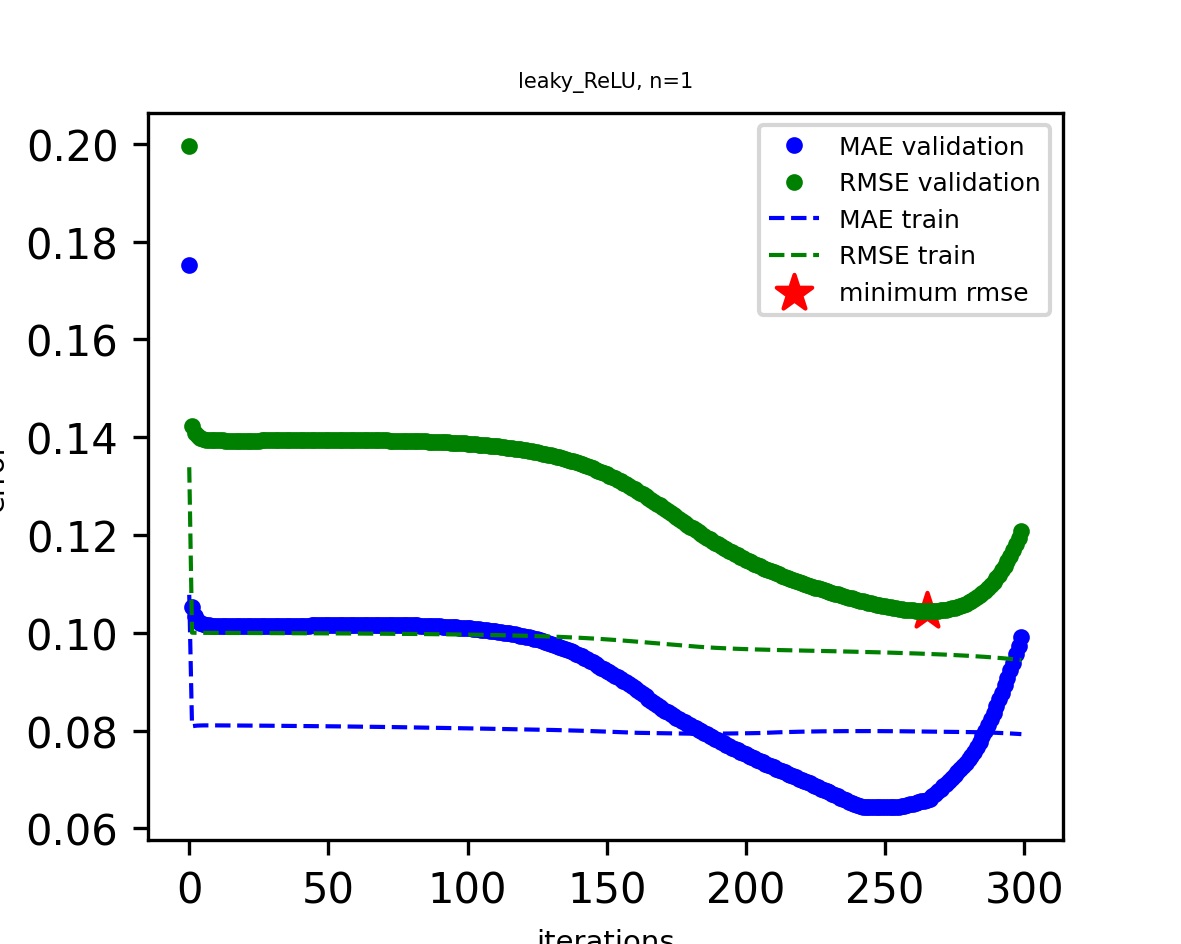 leaky_ReLU, n=1
0.20
0.18
0.16
0.14
0.12
0.10
0.08
0.06
MAE validation
RMSE validation
MAE train
RMSE train
minimum rmse
0 50 100 150 200 250 300
iterations